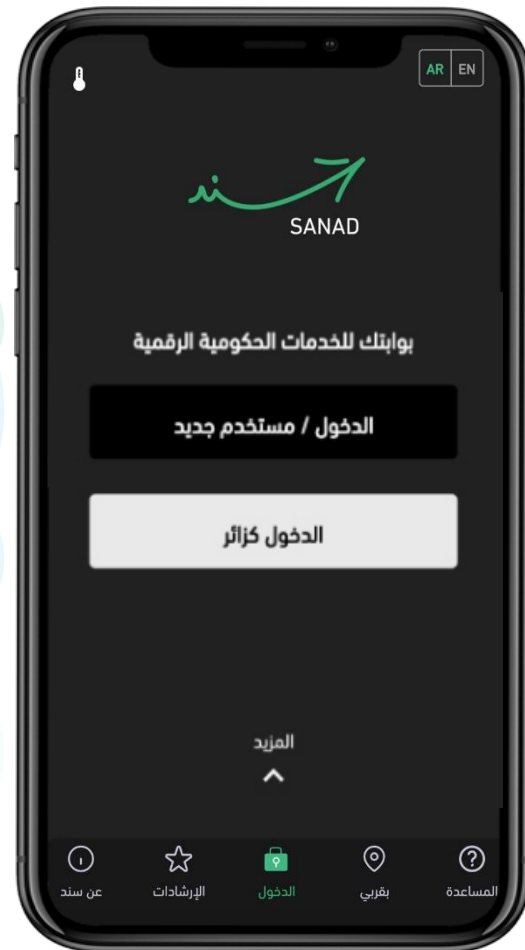 AR EN
سند
SANAD
بوابتك للخدمات الحكومية الرقمية
الدخول / مستخدم جديد
الدخول كزائر
المزيد
المساعدة
بقربي
الدخول
الإرشادات
عن سند